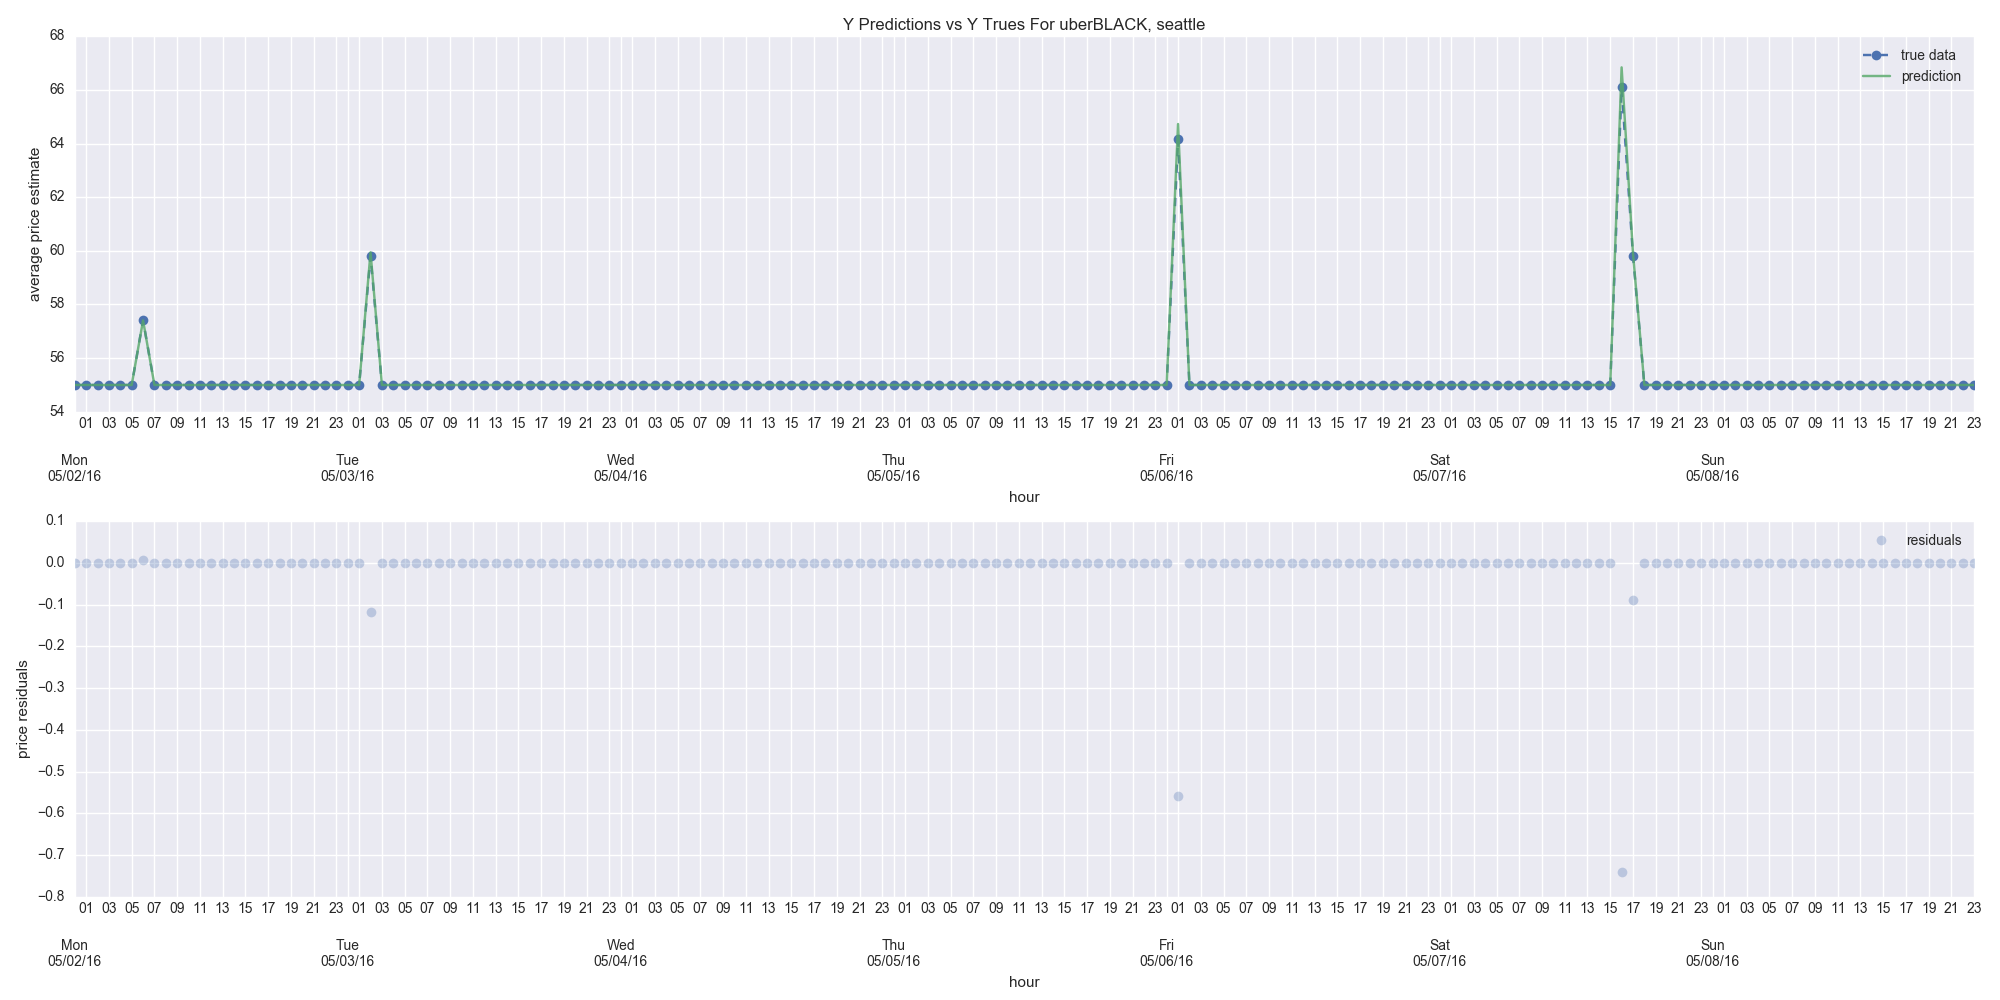 Y Predictions vs Y Trues For uberBLACK, seattle
68
66
64
62
60
58
56
54
average price estimate
true data
prediction
01 03 05 07 09 11 13 15 17 19 21 23 01 03 05 07 09 11 13 15 17 19 21 23 01 03 05 07 09 11 13 15 17 19 21 23 01 03 05 07 09 11 13 15 17 19 21 23 01 03 05 07 09 11 13 15 17 19 21 23 01 03 05 07 09 11 13 15 17 19 21 23 01 03 05 07 09 11 13 15 17 19 21 23
Mon Tue Wed Thu Fri Sat Sun
05/02/16 05/03/16 05/04/16 05/05/16 05/06/16 05/07/16 05/08/16
hour
0.1
0.0
−0.1
−0.2
−0.3
−0.4
−0.5
−0.6
−0.7
−0.8
price residuals
residuals
01 03 05 07 09 11 13 15 17 19 21 23 01 03 05 07 09 11 13 15 17 19 21 23 01 03 05 07 09 11 13 15 17 19 21 23 01 03 05 07 09 11 13 15 17 19 21 23 01 03 05 07 09 11 13 15 17 19 21 23 01 03 05 07 09 11 13 15 17 19 21 23 01 03 05 07 09 11 13 15 17 19 21 23
Mon Tue Wed Thu Fri Sat Sun
05/02/16 05/03/16 05/04/16 05/05/16 05/06/16 05/07/16 05/08/16
hour